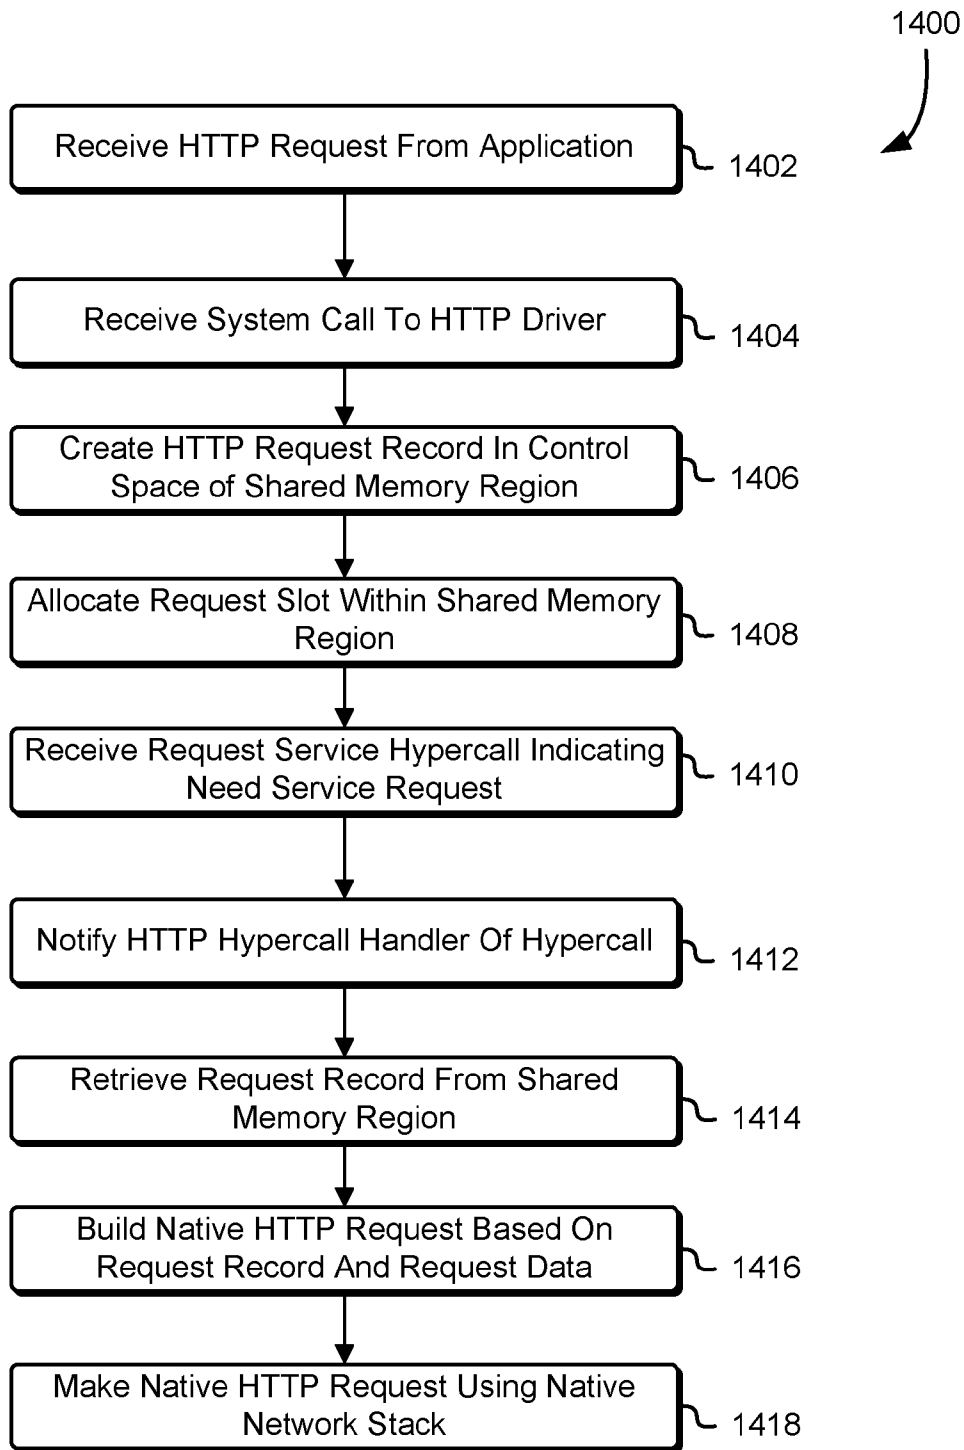 1400
Receive HTTP Request From Application
1402
Receive System Call To HTTP Driver
1404
Create HTTP Request Record In Control
Space of Shared Memory Region
1406
Allocate Request Slot Within Shared Memory
Region
1408
Receive Request Service Hypercall Indicating
Need Service Request
1410
Notify HTTP Hypercall Handler Of Hypercall
1412
Retrieve Request Record From Shared
Memory Region
1414
Build Native HTTP Request Based On
Request Record And Request Data
1416
Make Native HTTP Request Using Native
Network Stack
1418